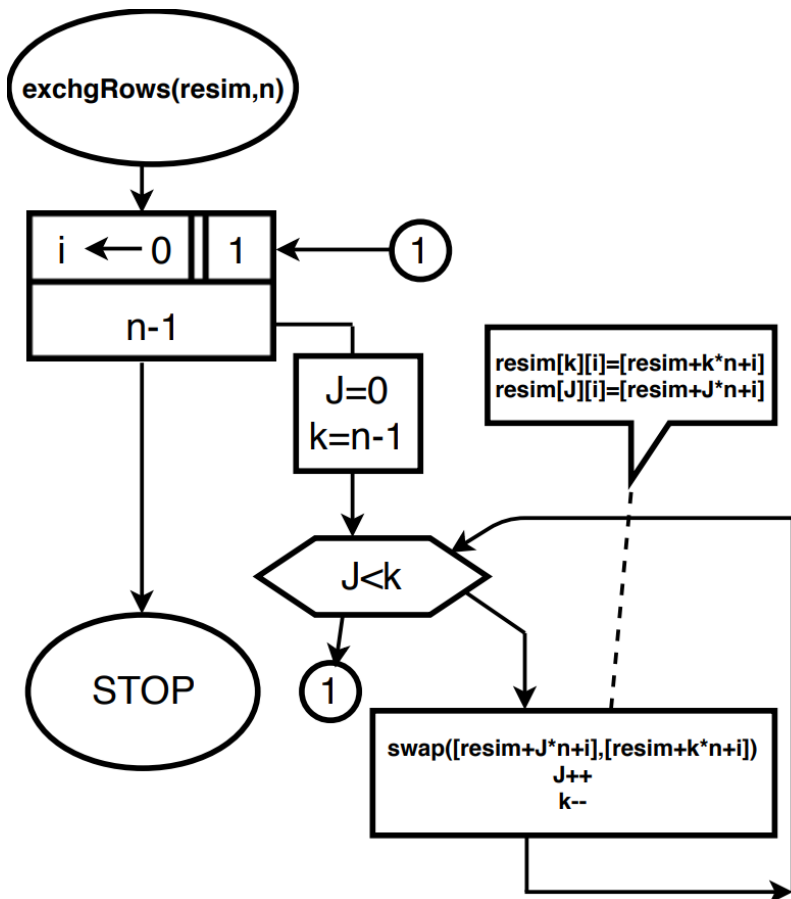 exchgRows(resim,n)
i ← 0 1
1
n-1
J=0
k=n-1
resim[k][i]=[resim+k*n+i]
resim[J][i]=[resim+J*n+i]
J<k
STOP
1
swap([resim+J*n+i],[resim+k*n+i])
J++
k--